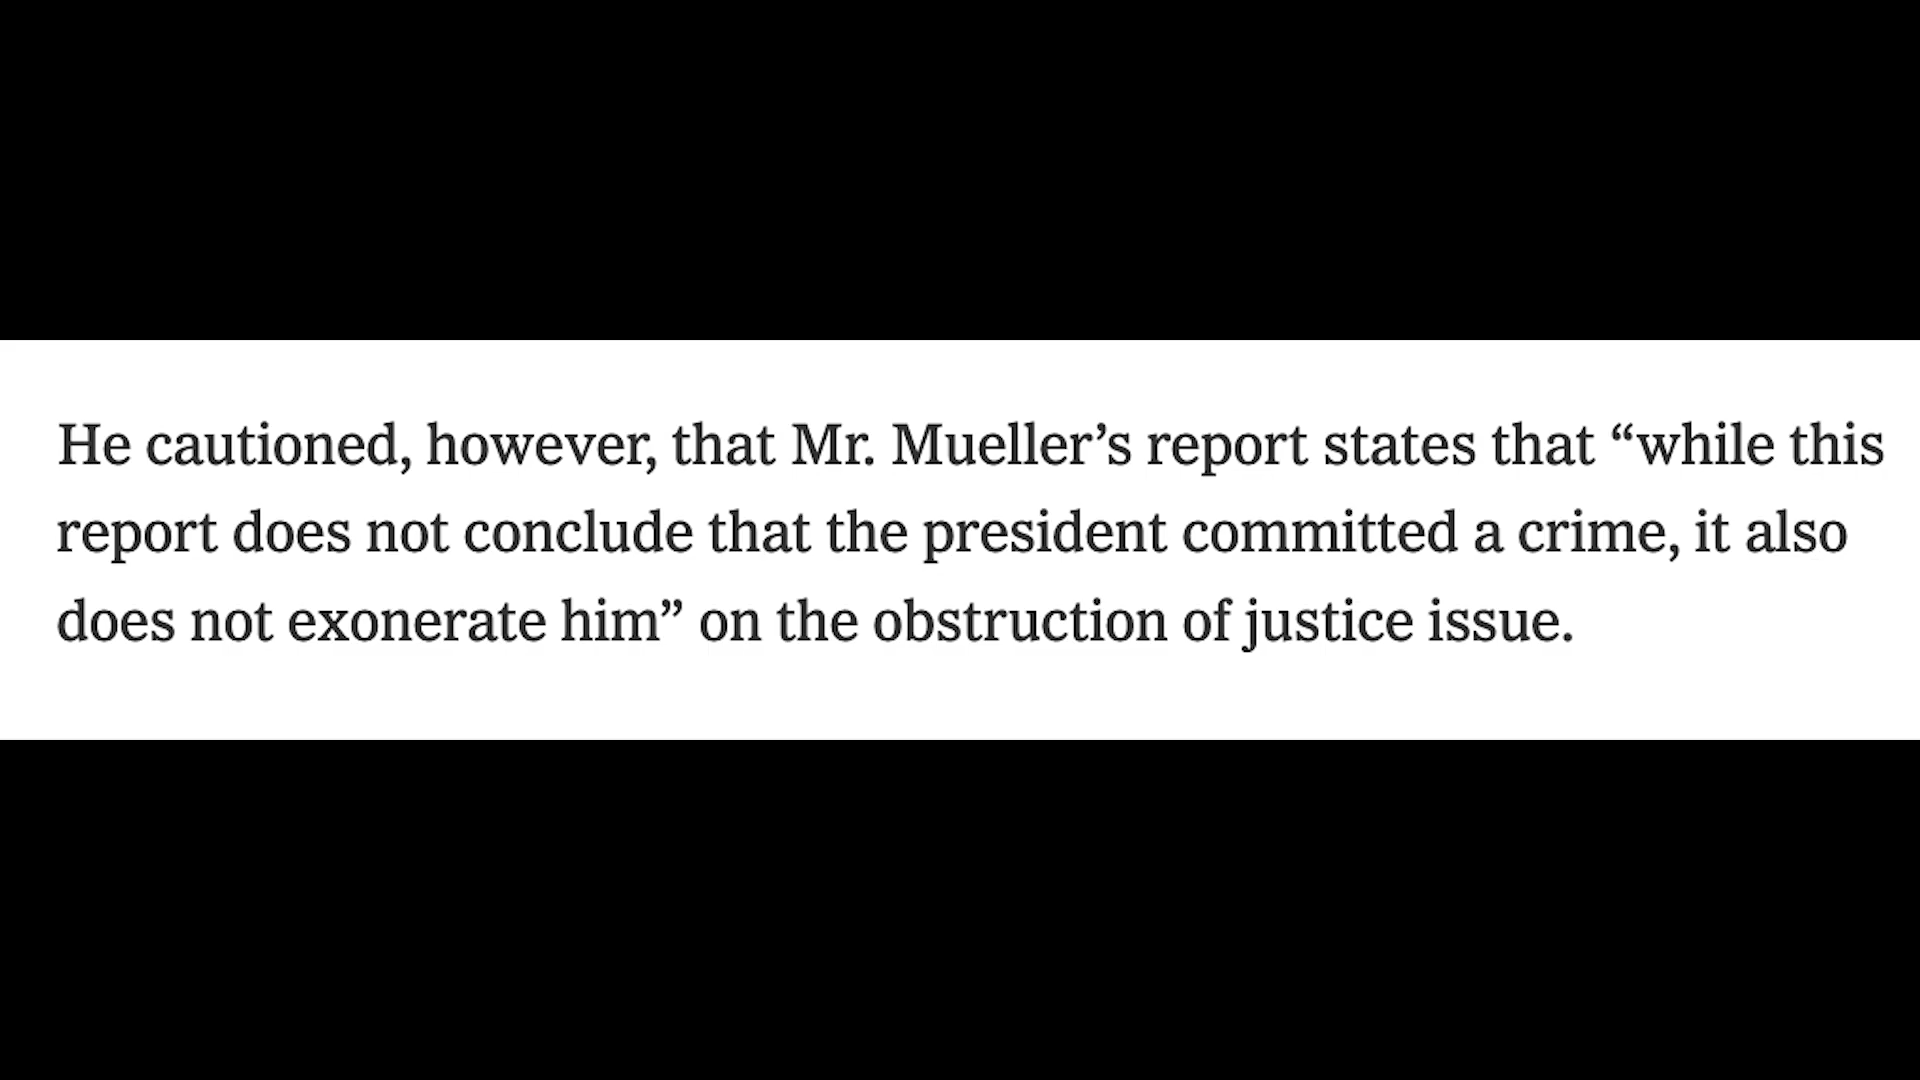 He cautioned, however, that Mr. Mueller’s report states that “while this
report does not conclude that the president committed a crime, it also
does not exonerate him” on the obstruction of justice issue.